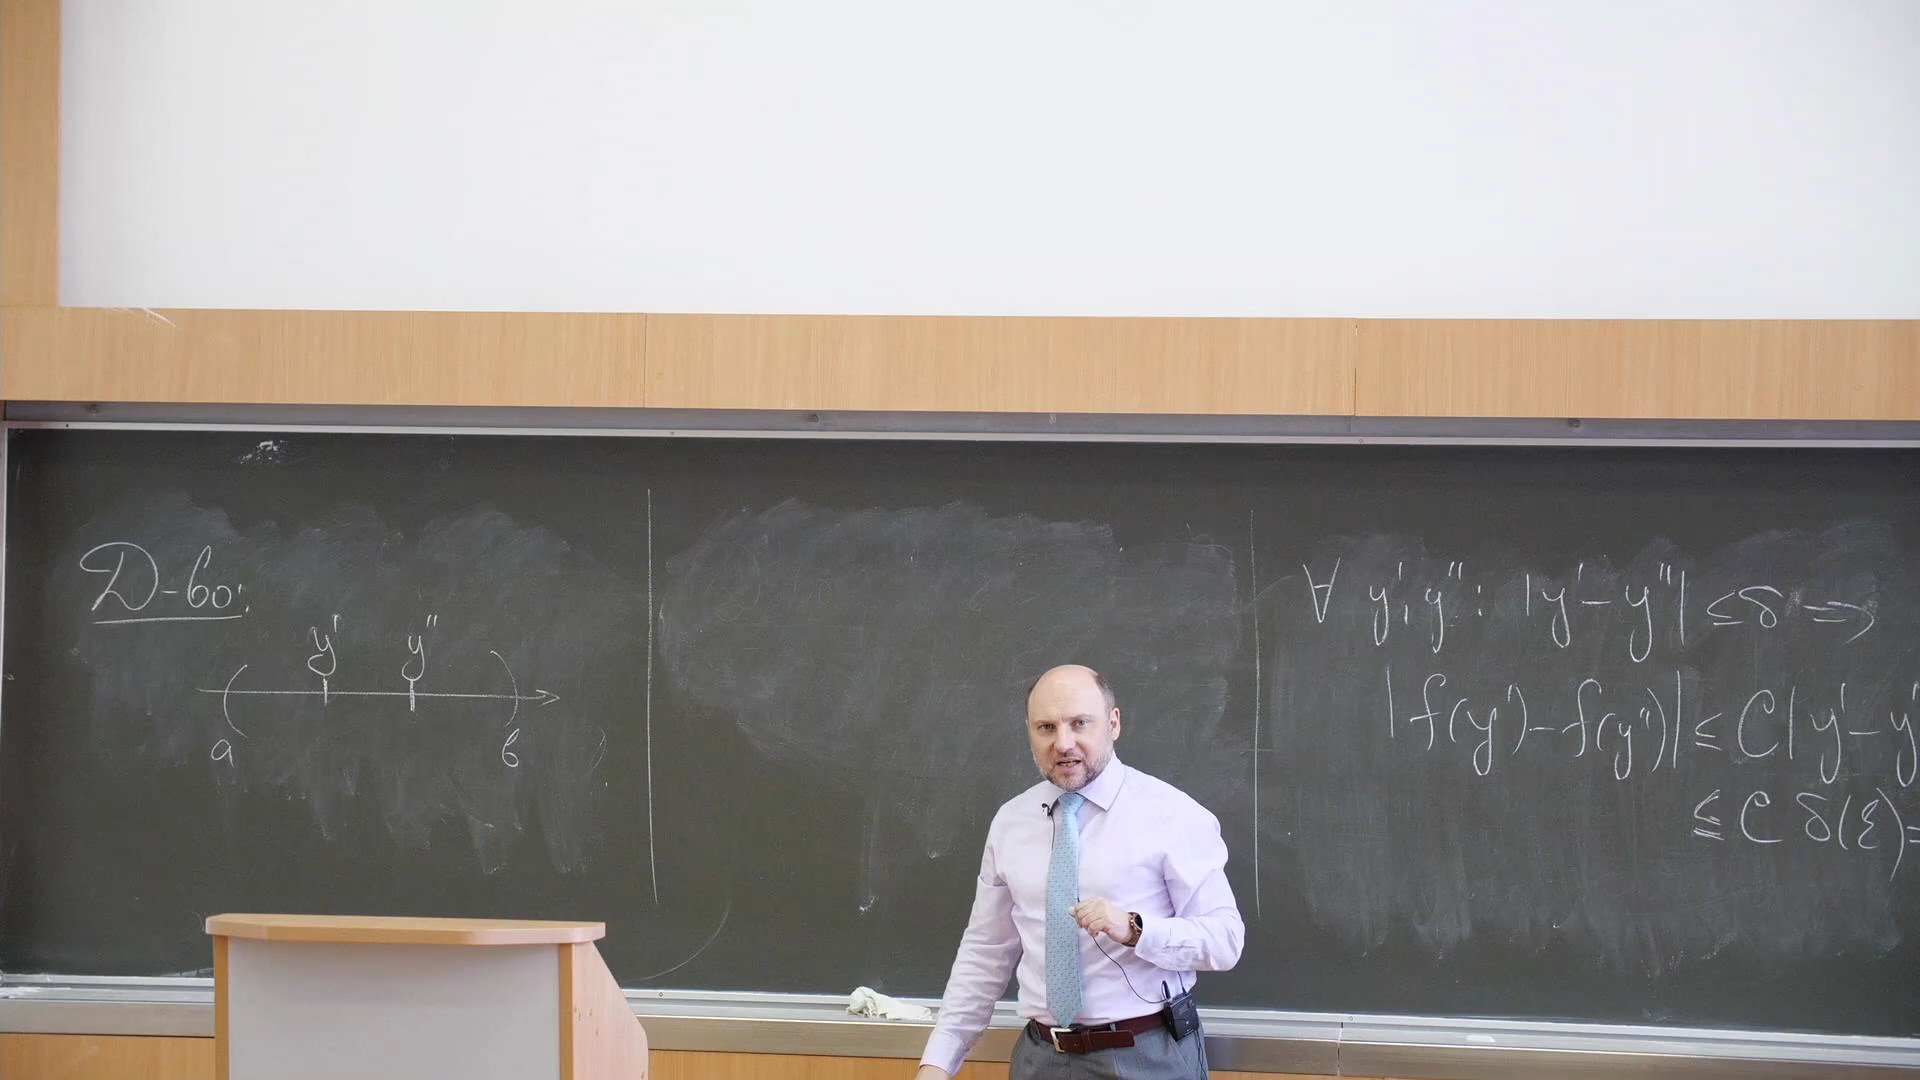 Д-во:
y' y"
a b
∀ y', y" : |y'-y"| ≤ δ ⇒
|f(y')-f(y")| ≤ C|y'-y"
≤ C δ(ε) =